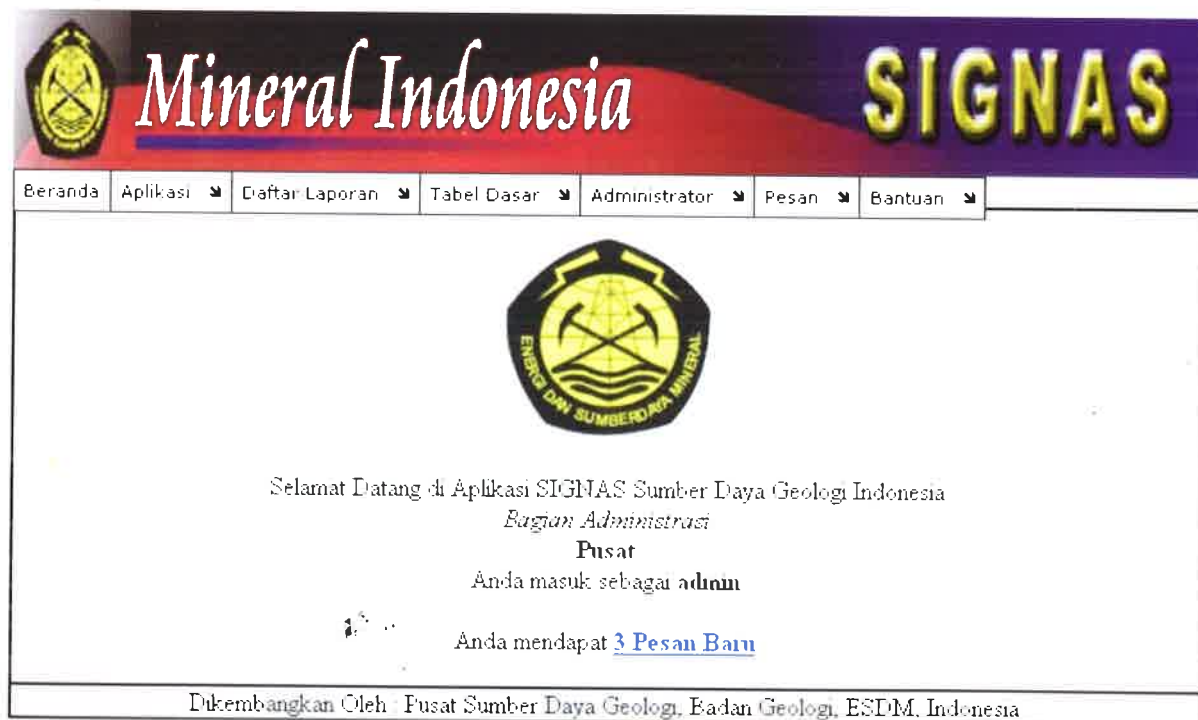 Mineral Indonesia
SIGNAS
Beranda Aplikasi Daftar Laporan Tabel Dasar Administrator Pesan Bantuan
ENERGI DAN SUMBERDAYA MINERAL
Selamat Datang di Aplikasi SIGNAS Sumber Daya Geologi Indonesia
Bagian Administrasi
Pusat
Anda masuk sebagai admin
Anda mendapat 3 Pesan Baru
Dikembangkan Oleh : Pusat Sumber Daya Geologi, Badan Geologi, ESDM, Indonesia